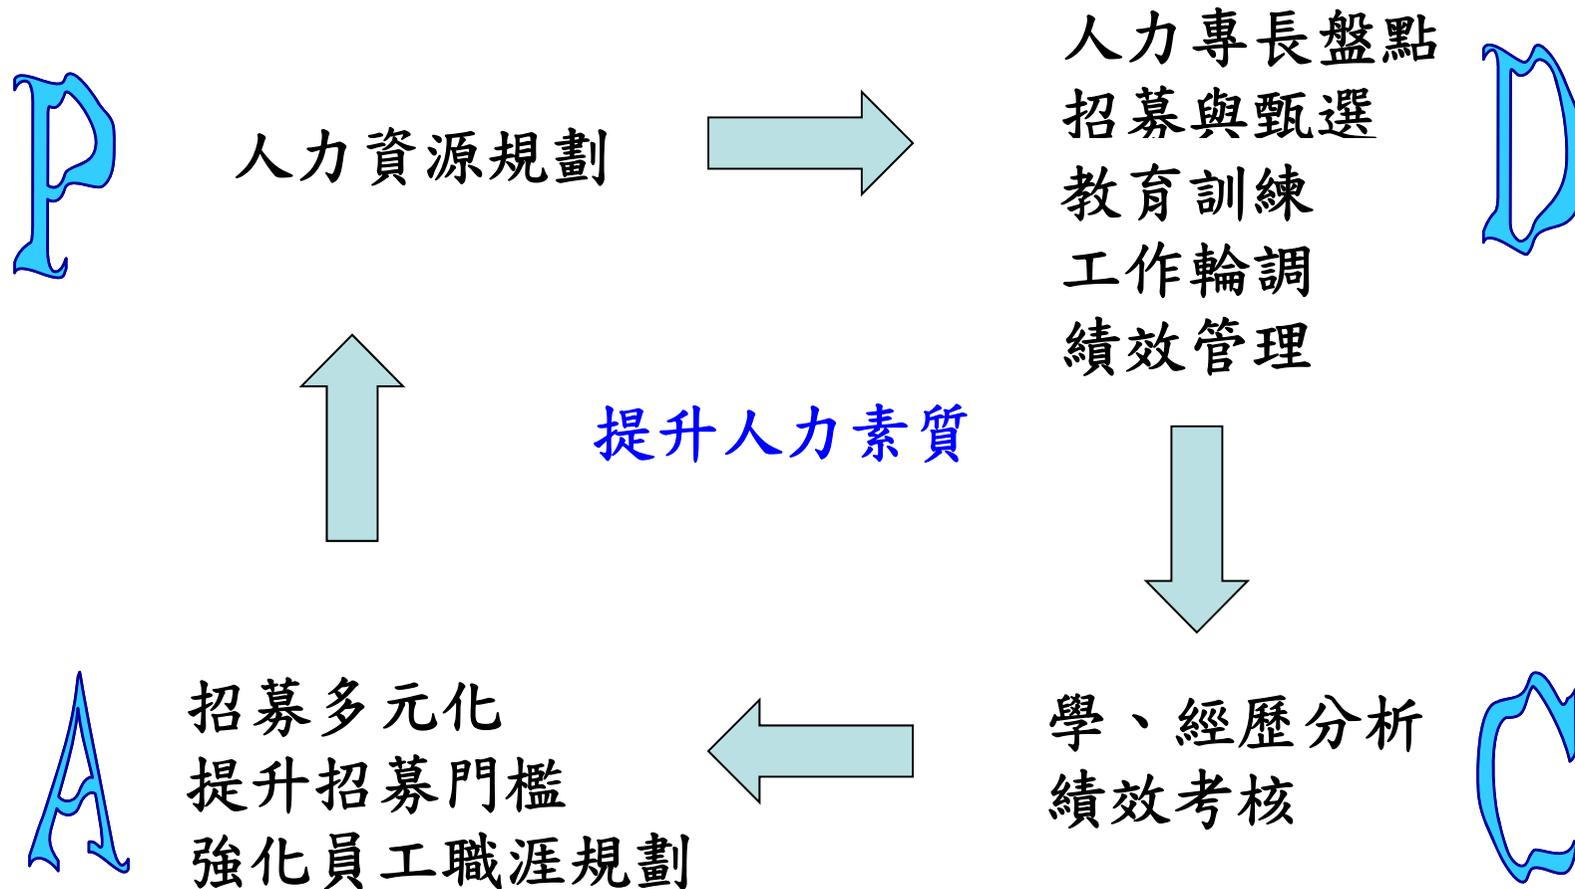 P
人力資源規劃
人力專長盤點
招募與甄選
教育訓練
工作輪調
績效管理
D
提升人力素質
A
招募多元化
提升招募門檻
強化員工職涯規劃
學、經歷分析
績效考核
C